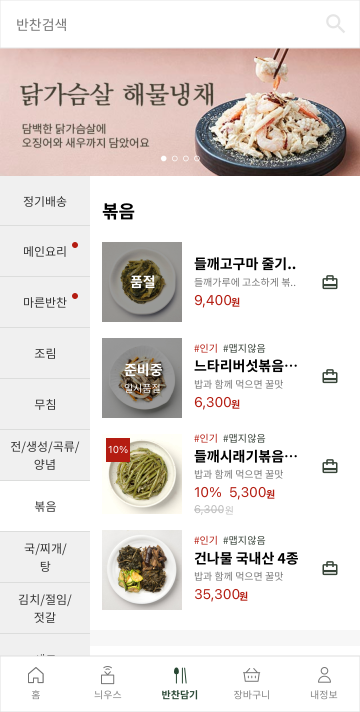 반찬검색
닭가슴살 해물냉채
담백한 닭가슴살에
오징어와 새우까지 담았어요
정기배송
메인요리
마른반찬
조림
무침
전/생성/곡류/
양념
볶음
국/찌개/
탕
김치/절임/
젓갈
볶음
품절
들깨고구마 줄기..
들깨가루에 고소하게 볶..
9,400원
준비중
일시품절
#인기 #맵지않음
느타리버섯볶음…
밥과 함께 먹으면 꿀맛
6,300원
10%
#인기 #맵지않음
들깨시래기볶음…
밥과 함께 먹으면 꿀맛
10% 5,300원
6,300원
#인기 #맵지않음
건나물 국내산 4종
밥과 함께 먹으면 꿀맛
35,300원
홈
늬우스
반찬담기
장바구니
내정보